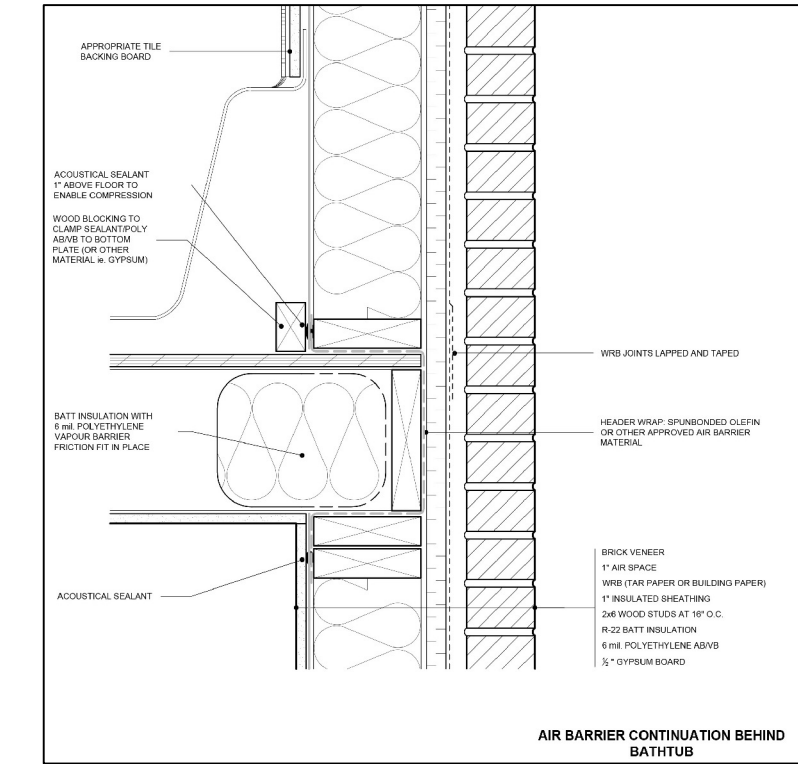 APPROPRIATE TILE
BACKING BOARD
ACOUSTICAL SEALANT
1" ABOVE FLOOR TO
ENABLE COMPRESSION
WOOD BLOCKING TO
CLAMP SEALANT/POLY
AB/VB TO BOTTOM
PLATE (OR OTHER
MATERIAL ie. GYPSUM)
WRB JOINTS LAPPED AND TAPED
BATT INSULATION WITH
6 mil. POLYETHYLENE
VAPOUR BARRIER
FRICTION FIT IN PLACE
HEADER WRAP: SPUNBONDED OLEFIN
OR OTHER APPROVED AIR BARRIER
MATERIAL
ACOUSTICAL SEALANT
BRICK VENEER
1" AIR SPACE
WRB (TAR PAPER OR BUILDING PAPER)
1" INSULATED SHEATHING
2x6 WOOD STUDS AT 16" O.C.
R-22 BATT INSULATION
6 mil. POLYETHYLENE AB/VB
½ " GYPSUM BOARD
AIR BARRIER CONTINUATION BEHIND
BATHTUB